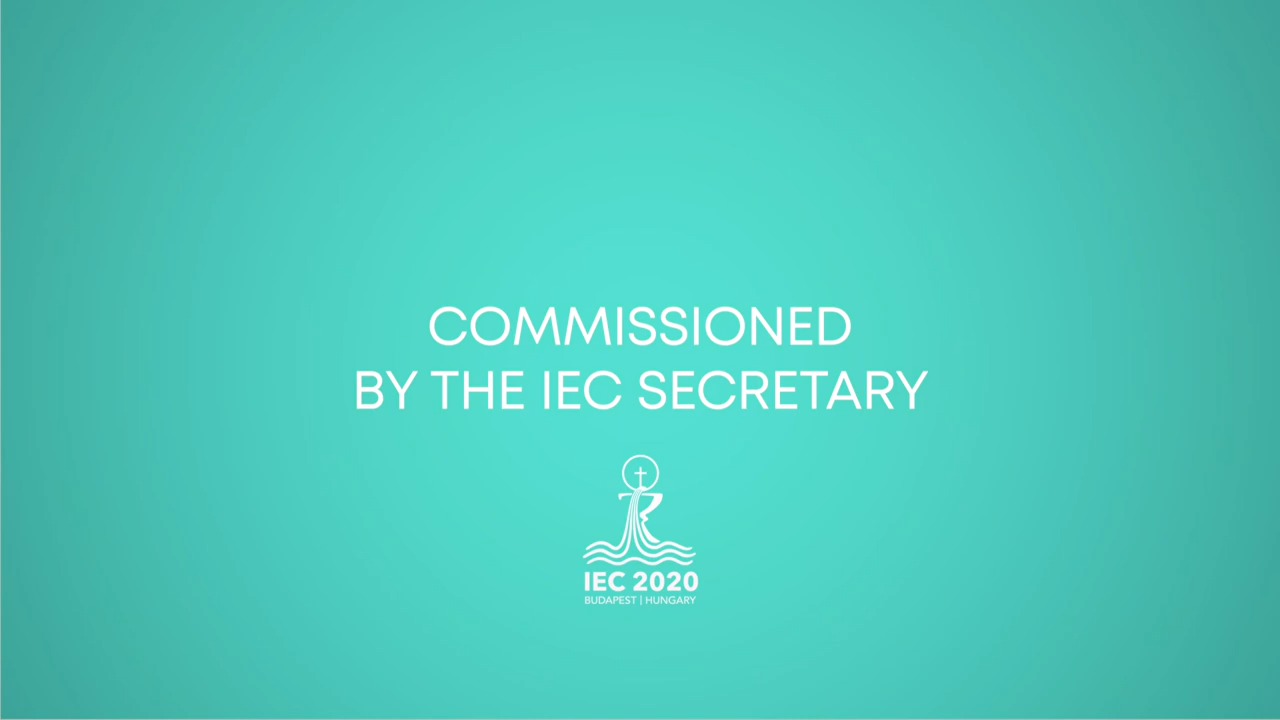 COMMISSIONED
BY THE IEC SECRETARY
IEC 2020
BUDAPEST | HUNGARY